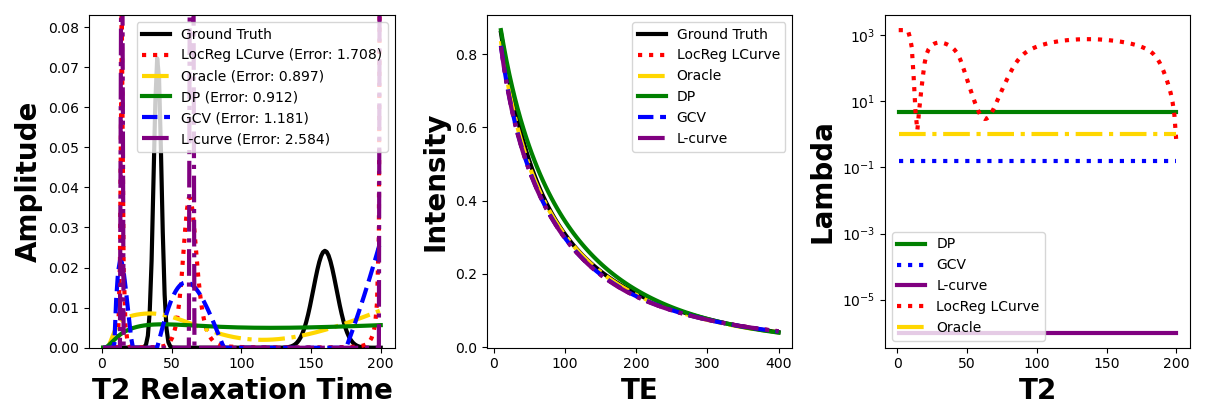 Amplitude
0.08
0.07
0.06
0.05
0.04
0.03
0.02
0.01
0.00
0
50
100
150
200
T2 Relaxation Time
Ground Truth
LocReg LCurve (Error: 1.708)
Oracle (Error: 0.897)
DP (Error: 0.912)
GCV (Error: 1.181)
L-curve (Error: 2.584)
Intensity
0.8
0.6
0.4
0.2
0.0
0
100
200
300
400
TE
Ground Truth
LocReg LCurve
Oracle
DP
GCV
L-curve
Lambda
10³
10¹
10⁻¹
10⁻³
10⁻⁵
0
50
100
150
200
T2
DP
GCV
L-curve
LocReg LCurve
Oracle